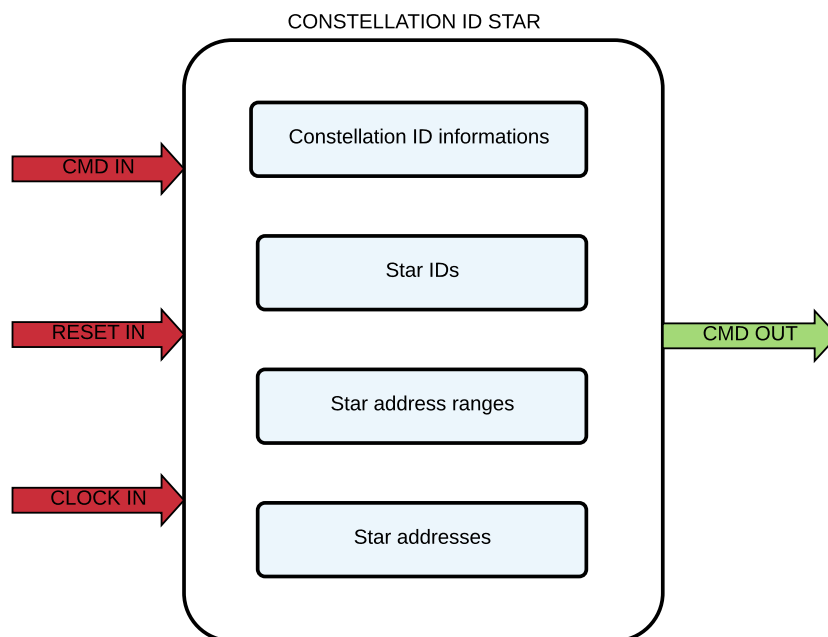 CONSTELLATION ID STAR
Constellation ID informations
CMD IN
Star IDs
RESET IN
CMD OUT
Star address ranges
CLOCK IN
Star addresses